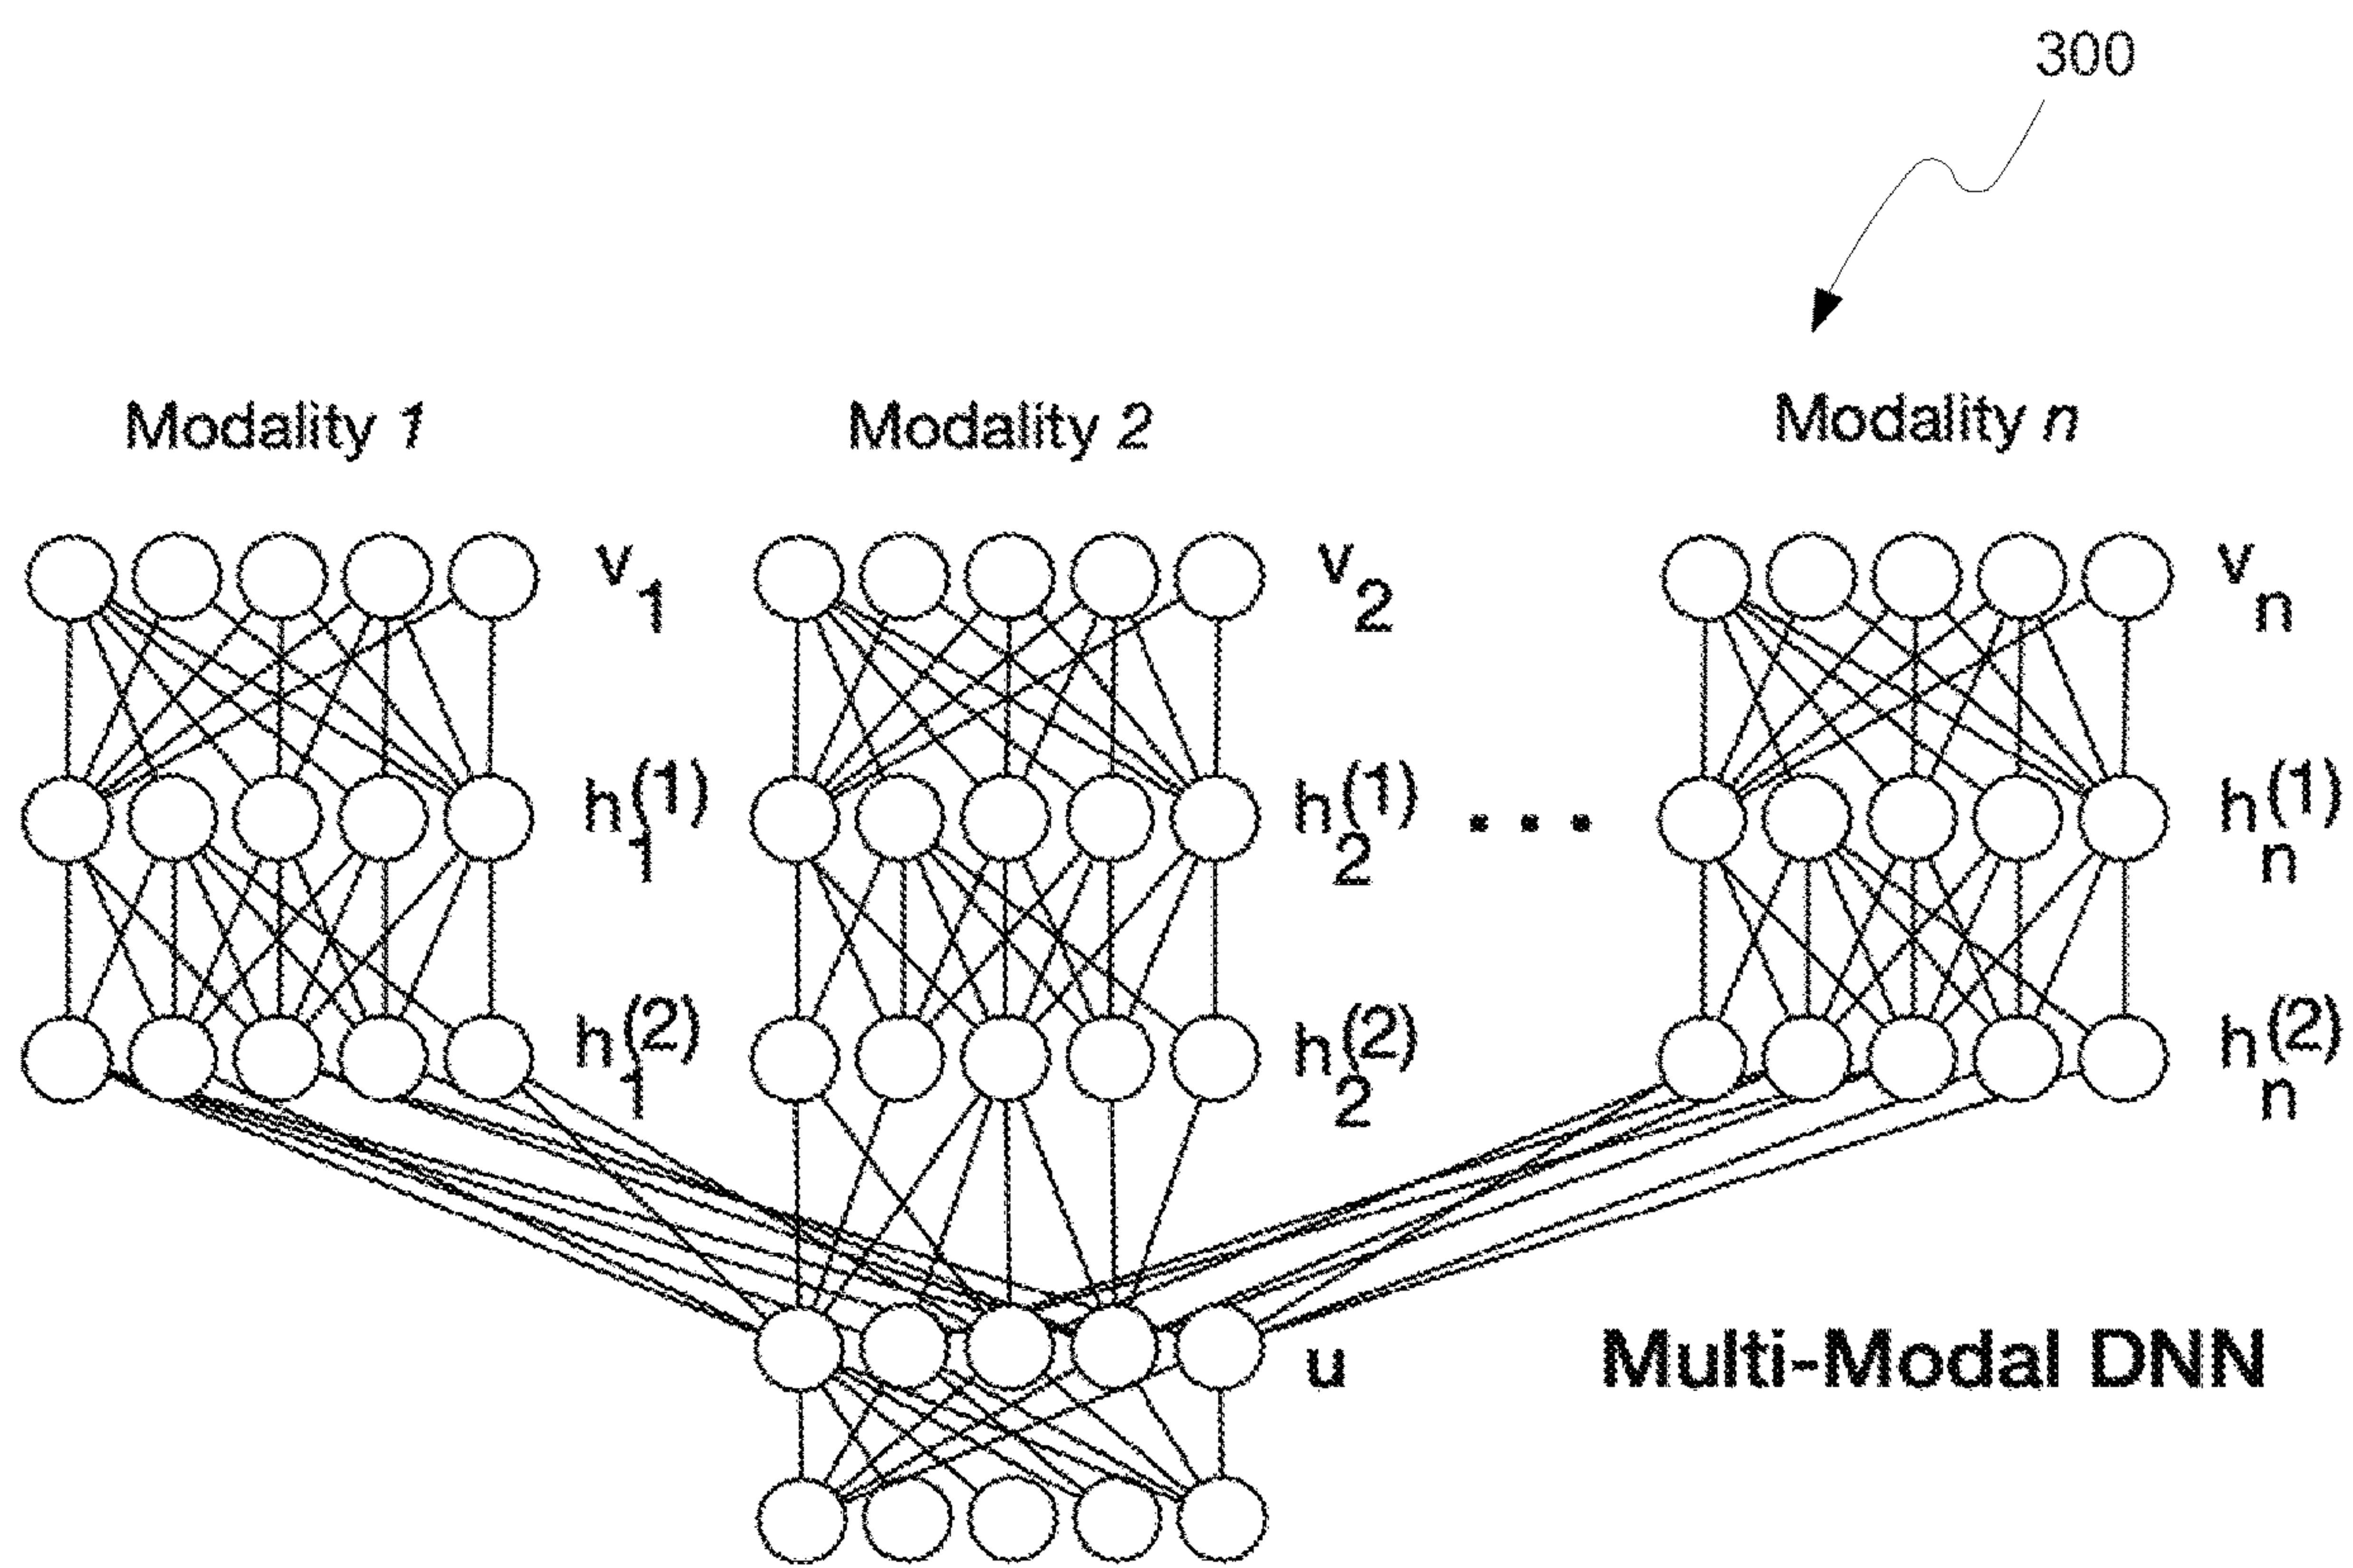 300
Modality 1 Modality 2 Modality n
v1 v2 vn
h1(1) h2(1) ... hn(1)
h1(2) h2(2) hn(2)
u Multi-Modal DNN